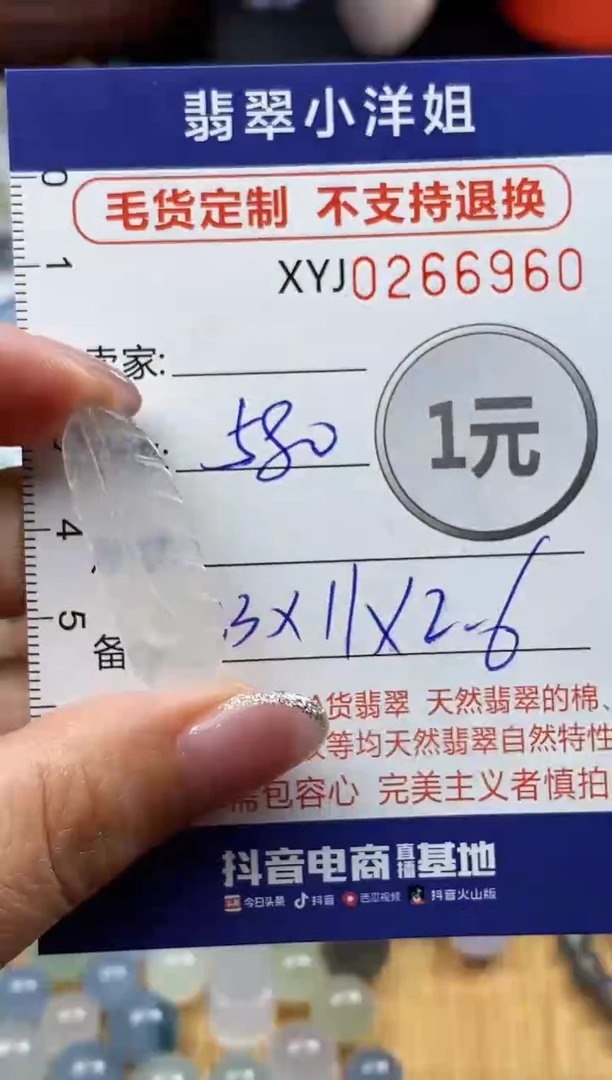 翡翠小洋姐
毛货定制 不支持退换
XYJ0266960
卖家:
580
1元
3X11X2-6
备
A货翡翠 天然翡翠的棉、
等均天然翡翠自然特性
需包容心 完美主义者慎拍
抖音电商直播基地
今日头条 抖音 西瓜视频 抖音火山版
0
1
4
5